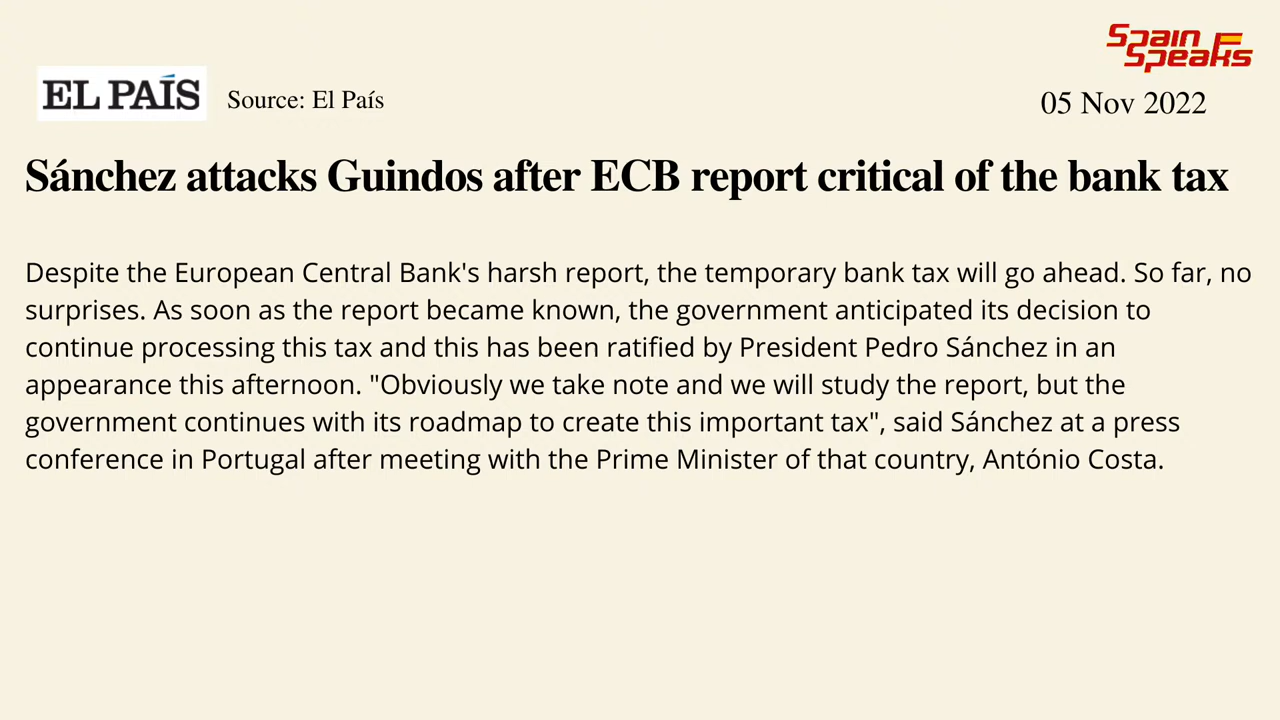 Spain
Speaks
EL PAÍS
Source: El País
05 Nov 2022
Sánchez attacks Guindos after ECB report critical of the bank tax
Despite the European Central Bank's harsh report, the temporary bank tax will go ahead. So far, no
surprises. As soon as the report became known, the government anticipated its decision to
continue processing this tax and this has been ratified by President Pedro Sánchez in an
appearance this afternoon. "Obviously we take note and we will study the report, but the
government continues with its roadmap to create this important tax", said Sánchez at a press
conference in Portugal after meeting with the Prime Minister of that country, António Costa.